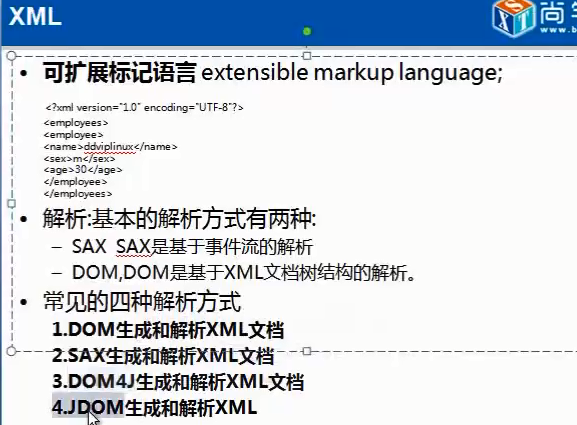 XML
尚
www.b
可扩展标记语言 extensible markup language;
<?xml version="1.0" encoding="UTF-8"?>
<employees>
<employee>
<name>ddviplinux</name>
<sex>m</sex>
<age>30</age>
</employee>
</employees>
解析:基本的解析方式有两种:
– SAX SAX是基于事件流的解析
– DOM,DOM是基于XML文档树结构的解析。
常见的四种解析方式
1.DOM生成和解析XML文档
2.SAX生成和解析XML文档
3.DOM4J生成和解析XML文档
4.JDOM生成和解析XML